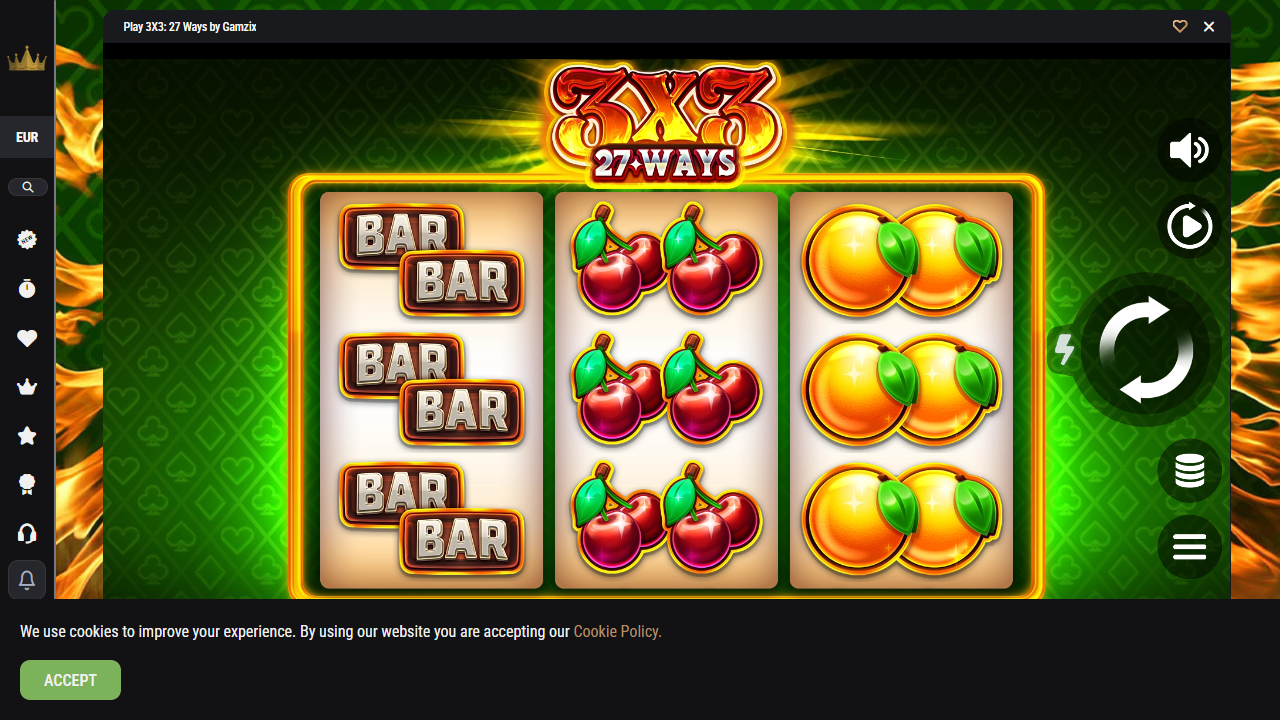 Play 3X3: 27 Ways by Gamzix
3X3
27 WAYS
EUR
NEW
BAR
BAR
BAR
BAR
BAR
BAR
We use cookies to improve your experience. By using our website you are accepting our Cookie Policy.
ACCEPT